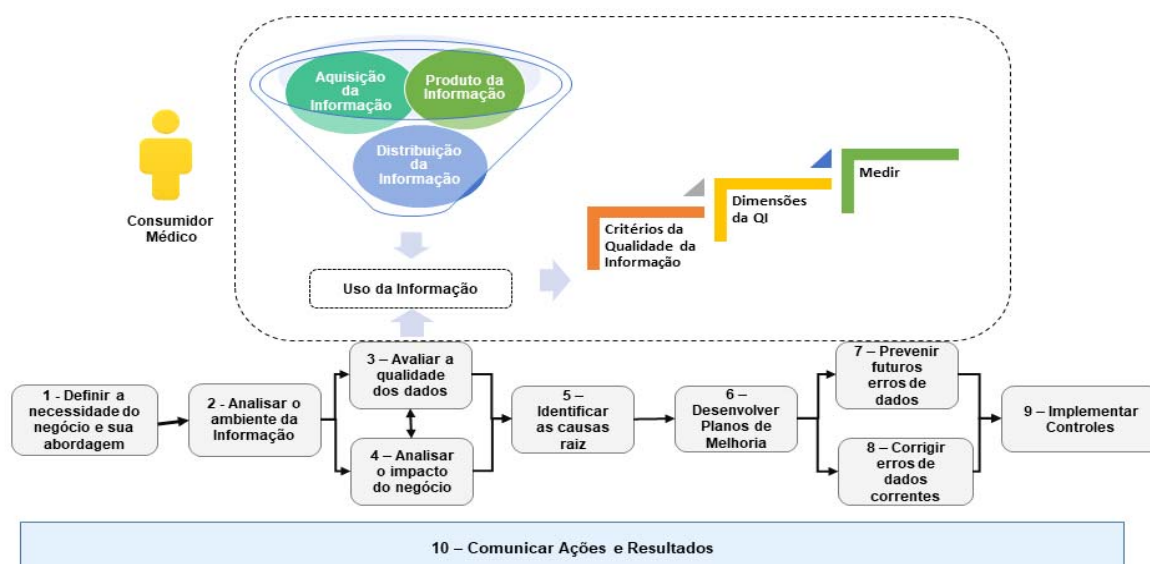 Aquisição
da
Informação
Produto da
Informação
Distribuição
da
Informação
Consumidor
Médico
Uso da Informação
Critérios da
Qualidade da
Informação
Dimensões
da QI
Medir
1 - Definir a
necessidade do
negócio e sua
abordagem
2 - Analisar o
ambiente da
Informação
3 – Avaliar a
qualidade
dos dados
4 – Analisar
o impacto
do negócio
5 –
Identificar
as causas
raiz
6 –
Desenvolver
Planos de
Melhoria
7 – Prevenir
futuros
erros de
dados
8 – Corrigir
erros de
dados
correntes
9 – Implementar
Controles
10 – Comunicar Ações e Resultados